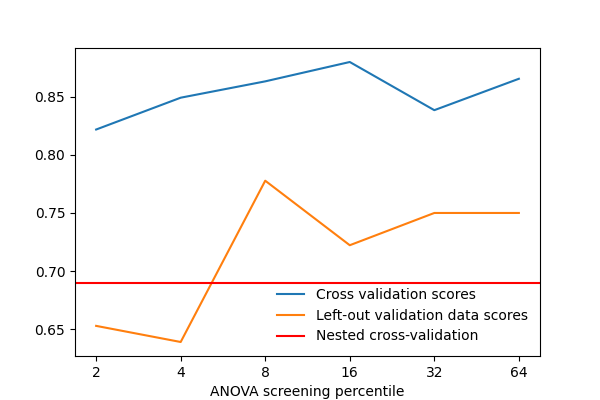 0.85
0.80
0.75
0.70
0.65
Cross validation scores
Left-out validation data scores
Nested cross-validation
2 4 8 16 32 64
ANOVA screening percentile